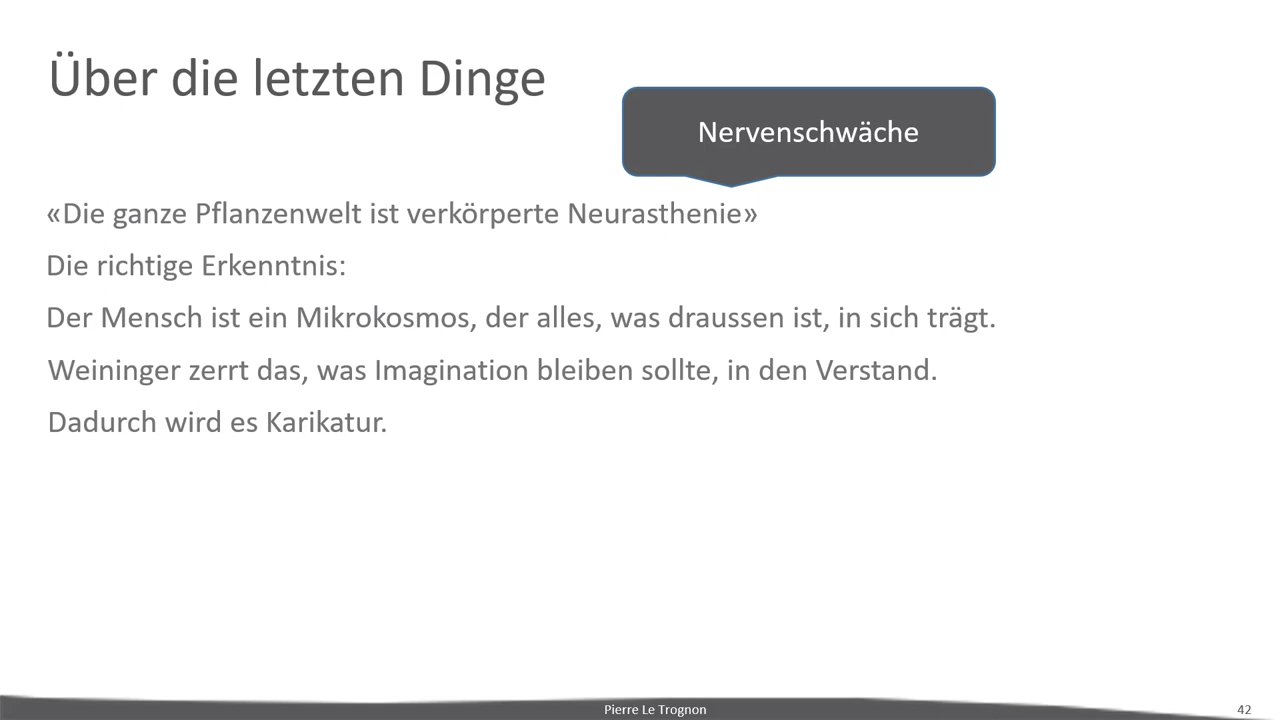 Über die letzten Dinge
Nervenschwäche
«Die ganze Pflanzenwelt ist verkörperte Neurasthenie»
Die richtige Erkenntnis:
Der Mensch ist ein Mikrokosmos, der alles, was draussen ist, in sich trägt.
Weininger zerrt das, was Imagination bleiben sollte, in den Verstand.
Dadurch wird es Karikatur.
Pierre Le Trognon
42